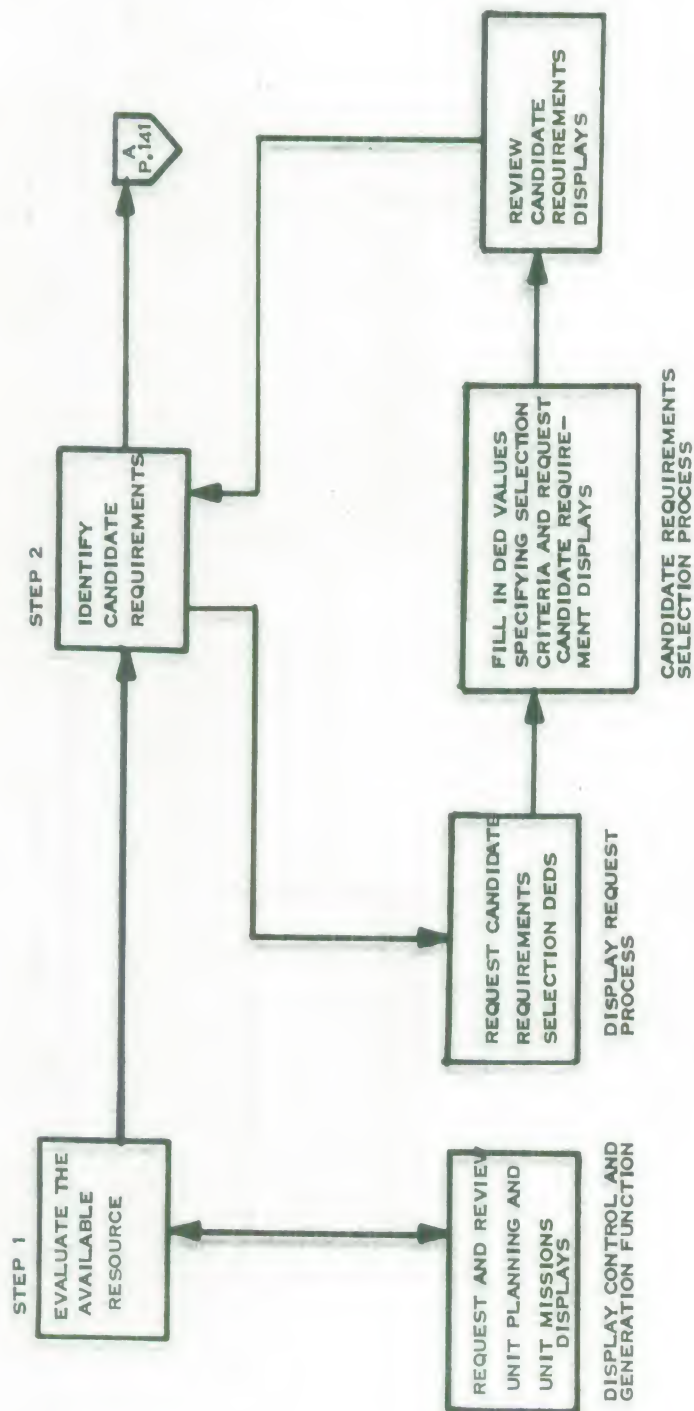 STEP 1
EVALUATE THE
AVAILABLE
RESOURCE
REQUEST AND REVIEW
UNIT PLANNING AND
UNIT MISSIONS
DISPLAYS
DISPLAY CONTROL AND
GENERATION FUNCTION
STEP 2
IDENTIFY
CANDIDATE
REQUIREMENTS
A
P.141
REQUEST CANDIDATE
REQUIREMENTS
SELECTION DEDS
DISPLAY REQUEST
PROCESS
FILL IN DED VALUES
SPECIFYING SELECTION
CRITERIA AND REQUEST
CANDIDATE REQUIRE-
MENT DISPLAYS
CANDIDATE REQUIREMENTS
SELECTION PROCESS
REVIEW
CANDIDATE
REQUIREMENTS
DISPLAYS